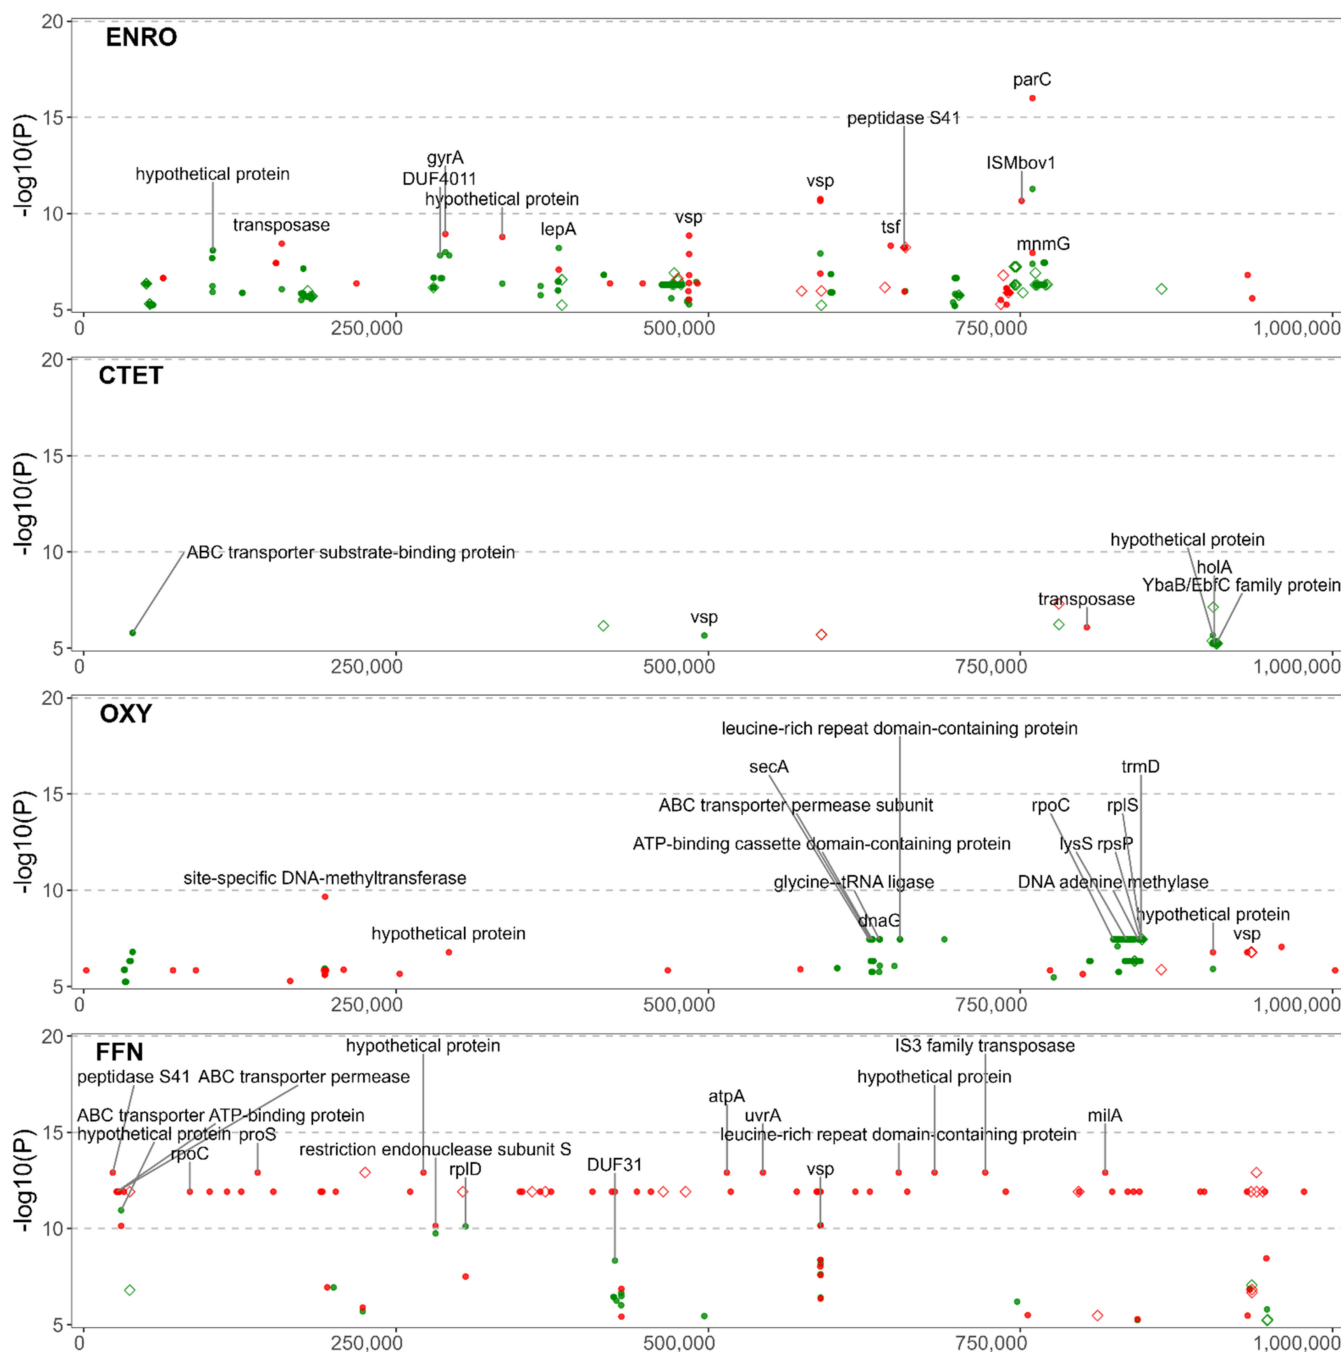 20
ENRO
parC
15
peptidase S41
-log10(P)
gyrA
ISMbov1
hypothetical protein
DUF4011
vsp
hypothetical protein
10
transposase
lepA
vsp
tsf
mnmG
5
0
250,000
500,000
750,000
1,000,000
20
CTET
15
-log10(P)
10
ABC transporter substrate-binding protein
hypothetical protein
holA
YbaB/EbfC family protein
transposase
vsp
5
0
250,000
500,000
750,000
1,000,000
20
OXY
leucine-rich repeat domain-containing protein
secA
trmD
15
ABC transporter permease subunit
rpoC
rplS
-log10(P)
ATP-binding cassette domain-containing protein
lysS rpsP
site-specific DNA-methyltransferase
glycine--tRNA ligase
DNA adenine methylase
10
dnaG
hypothetical protein
hypothetical protein
vsp
5
0
250,000
500,000
750,000
1,000,000
20
FFN
hypothetical protein
IS3 family transposase
peptidase S41 ABC transporter permease
hypothetical protein
atpA
ABC transporter ATP-binding protein
uvrA
milA
15
hypothetical protein proS
leucine-rich repeat domain-containing protein
rpoC
restriction endonuclease subunit S
-log10(P)
rplD
DUF31
vsp
10
5
0
250,000
500,000
750,000
1,000,000